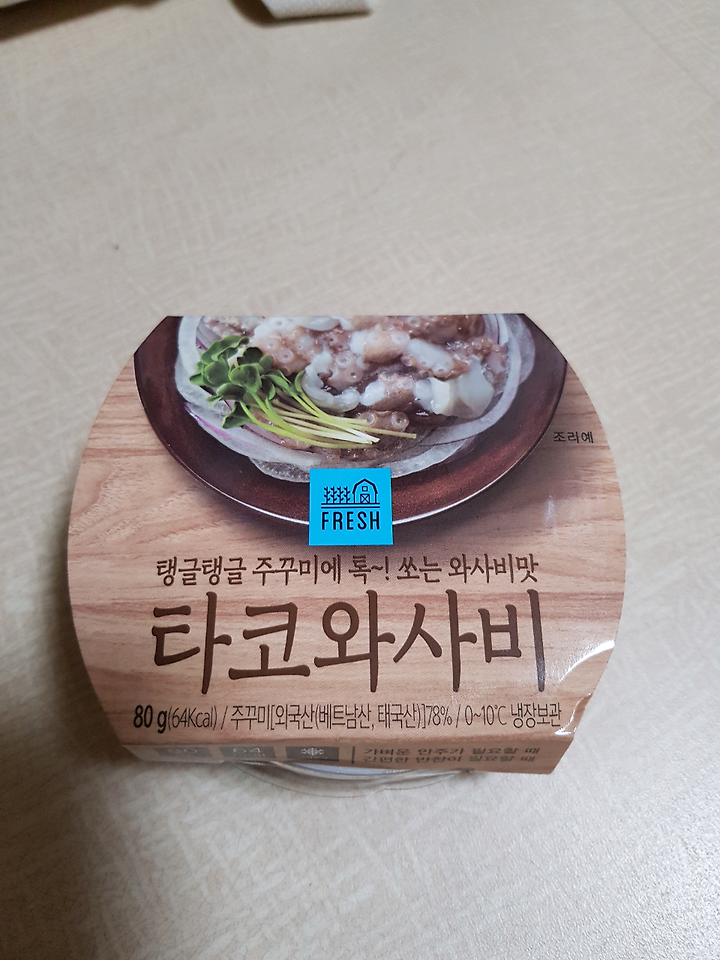 조리예
FRESH
탱글탱글 주꾸미에 톡~! 쏘는 와사비맛
타코와사비
80 g(64Kcal) / 주꾸미[외국산(베트남산, 태국산)]78% / 0~10℃ 냉장보관
가벼운 안주가 필요할 때
간편한 반찬이 필요할 때